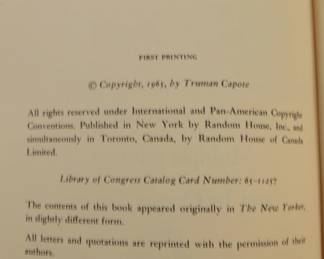 FIRST PRINTING
© Copyright, 1965, by Truman Capote
All rights reserved under International and Pan-American Copyright
Conventions. Published in New York by Random House, Inc., and
simultaneously in Toronto, Canada, by Random House of Canada
Limited.
Library of Congress Catalog Card Number: 65-11257
The contents of this book appeared originally in The New Yorker,
in slightly different form.
All letters and quotations are reprinted with the permission of their
authors.